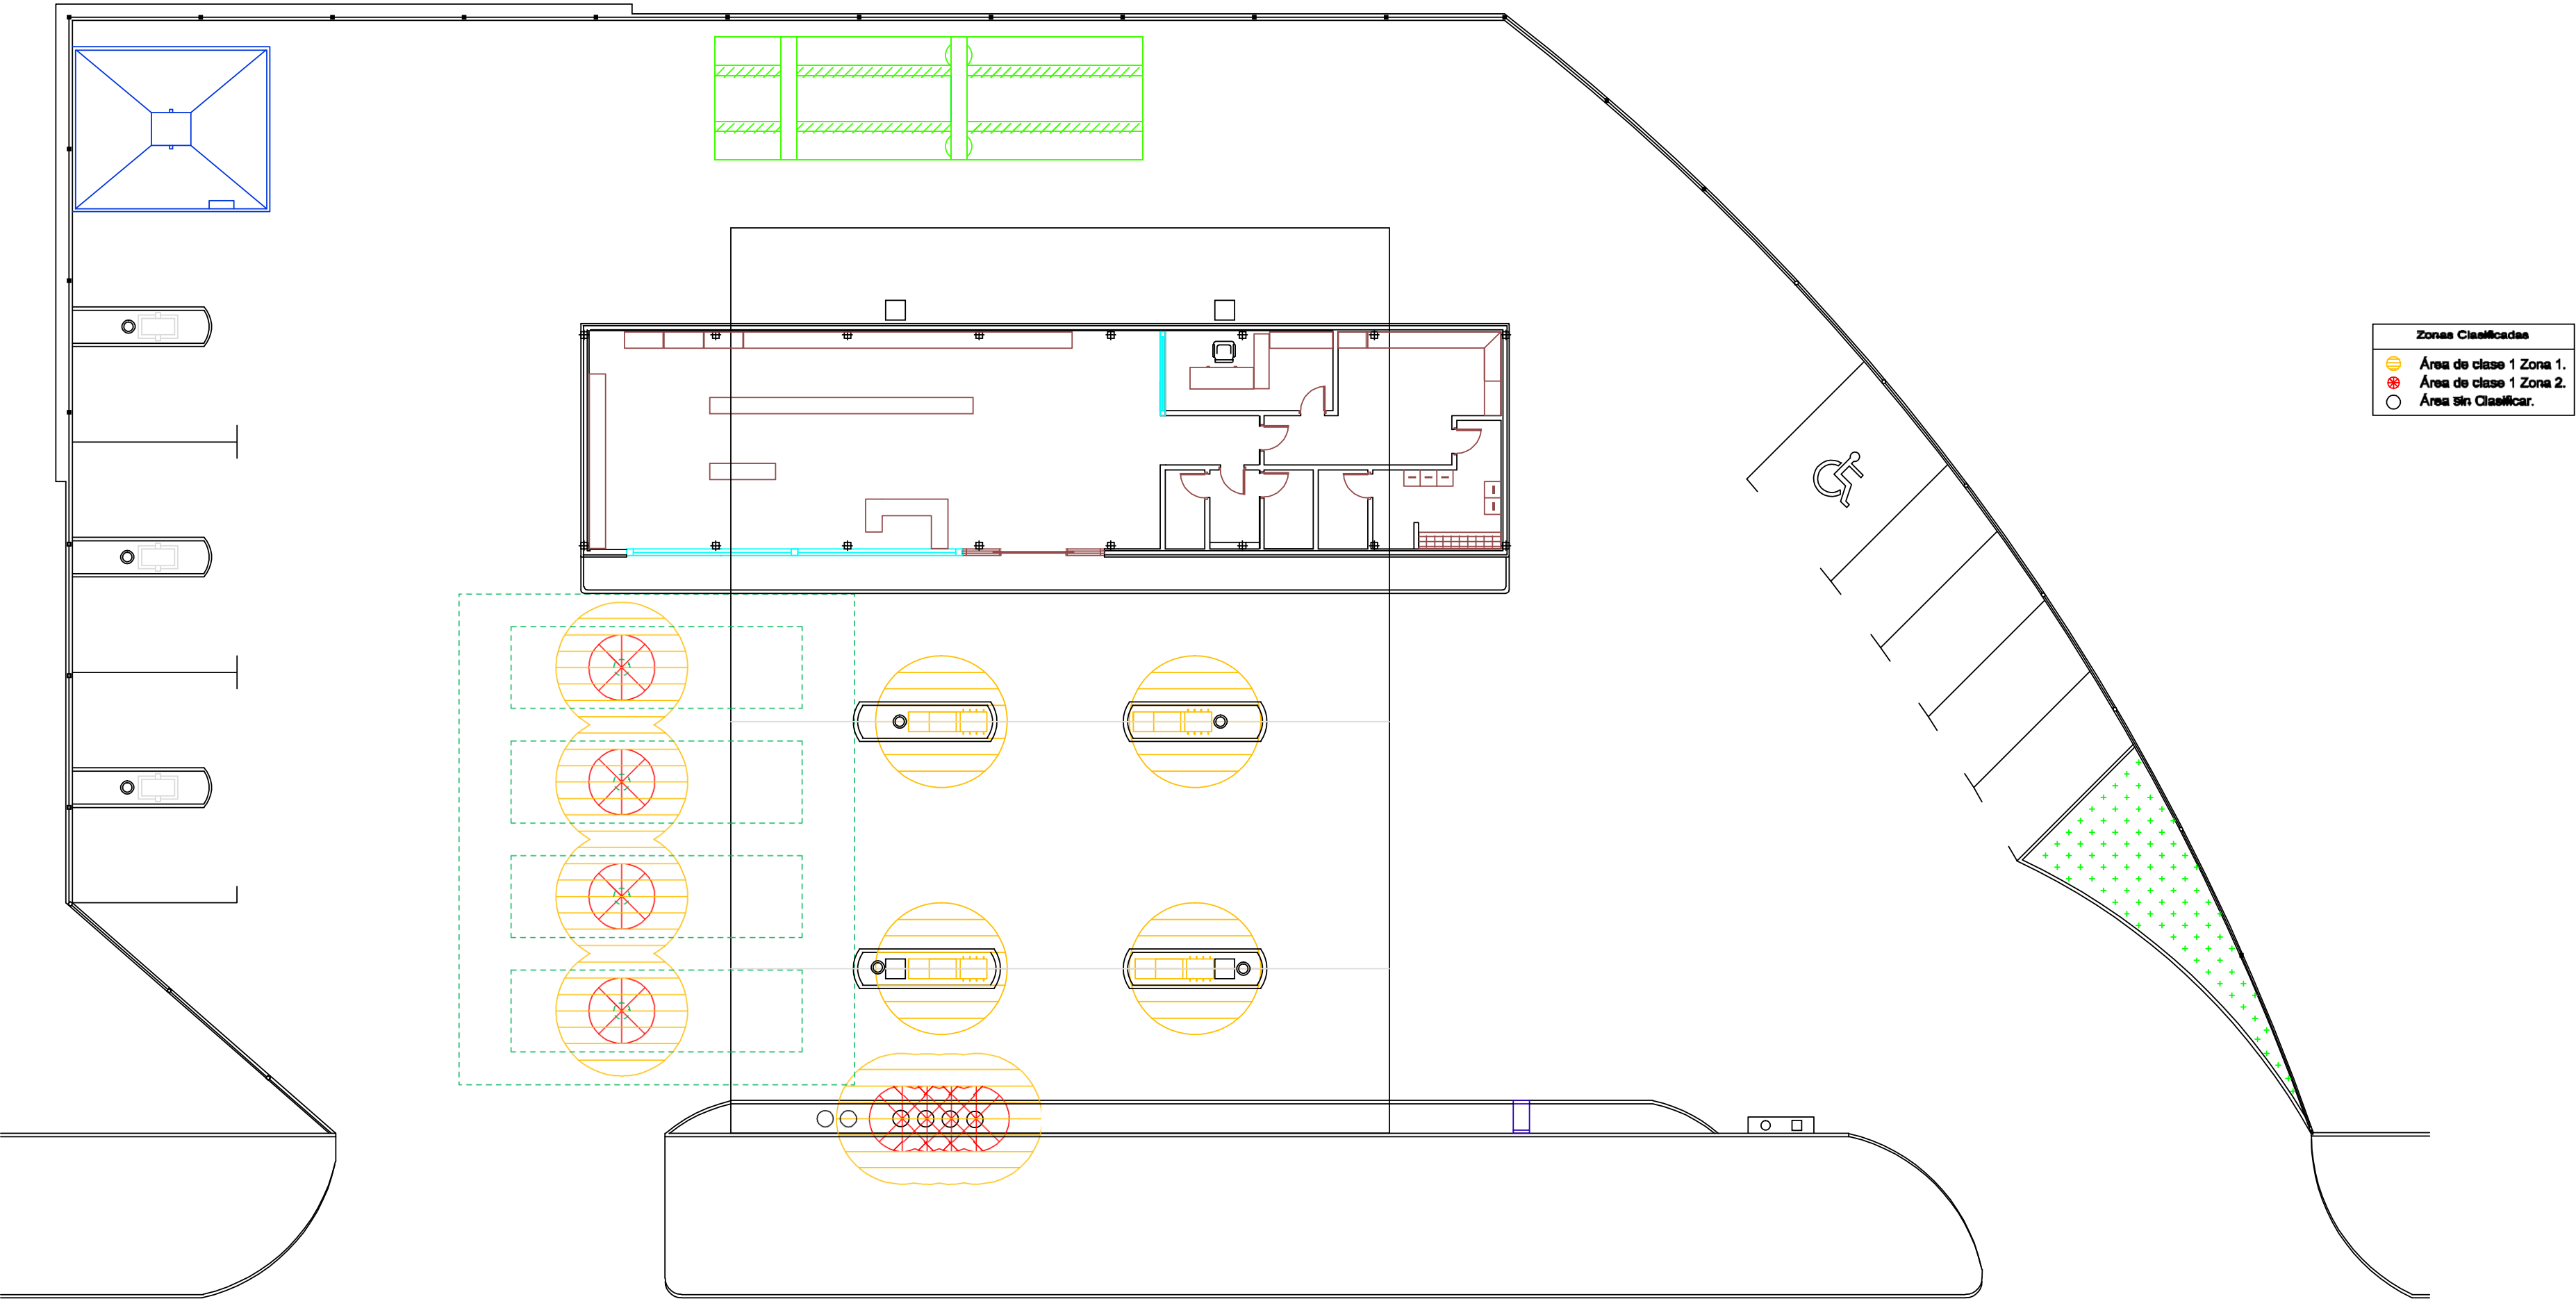 Zonas Clasificadas
Área de clase 1 Zona 1.
Área de clase 1 Zona 2.
Área sin Clasificar.